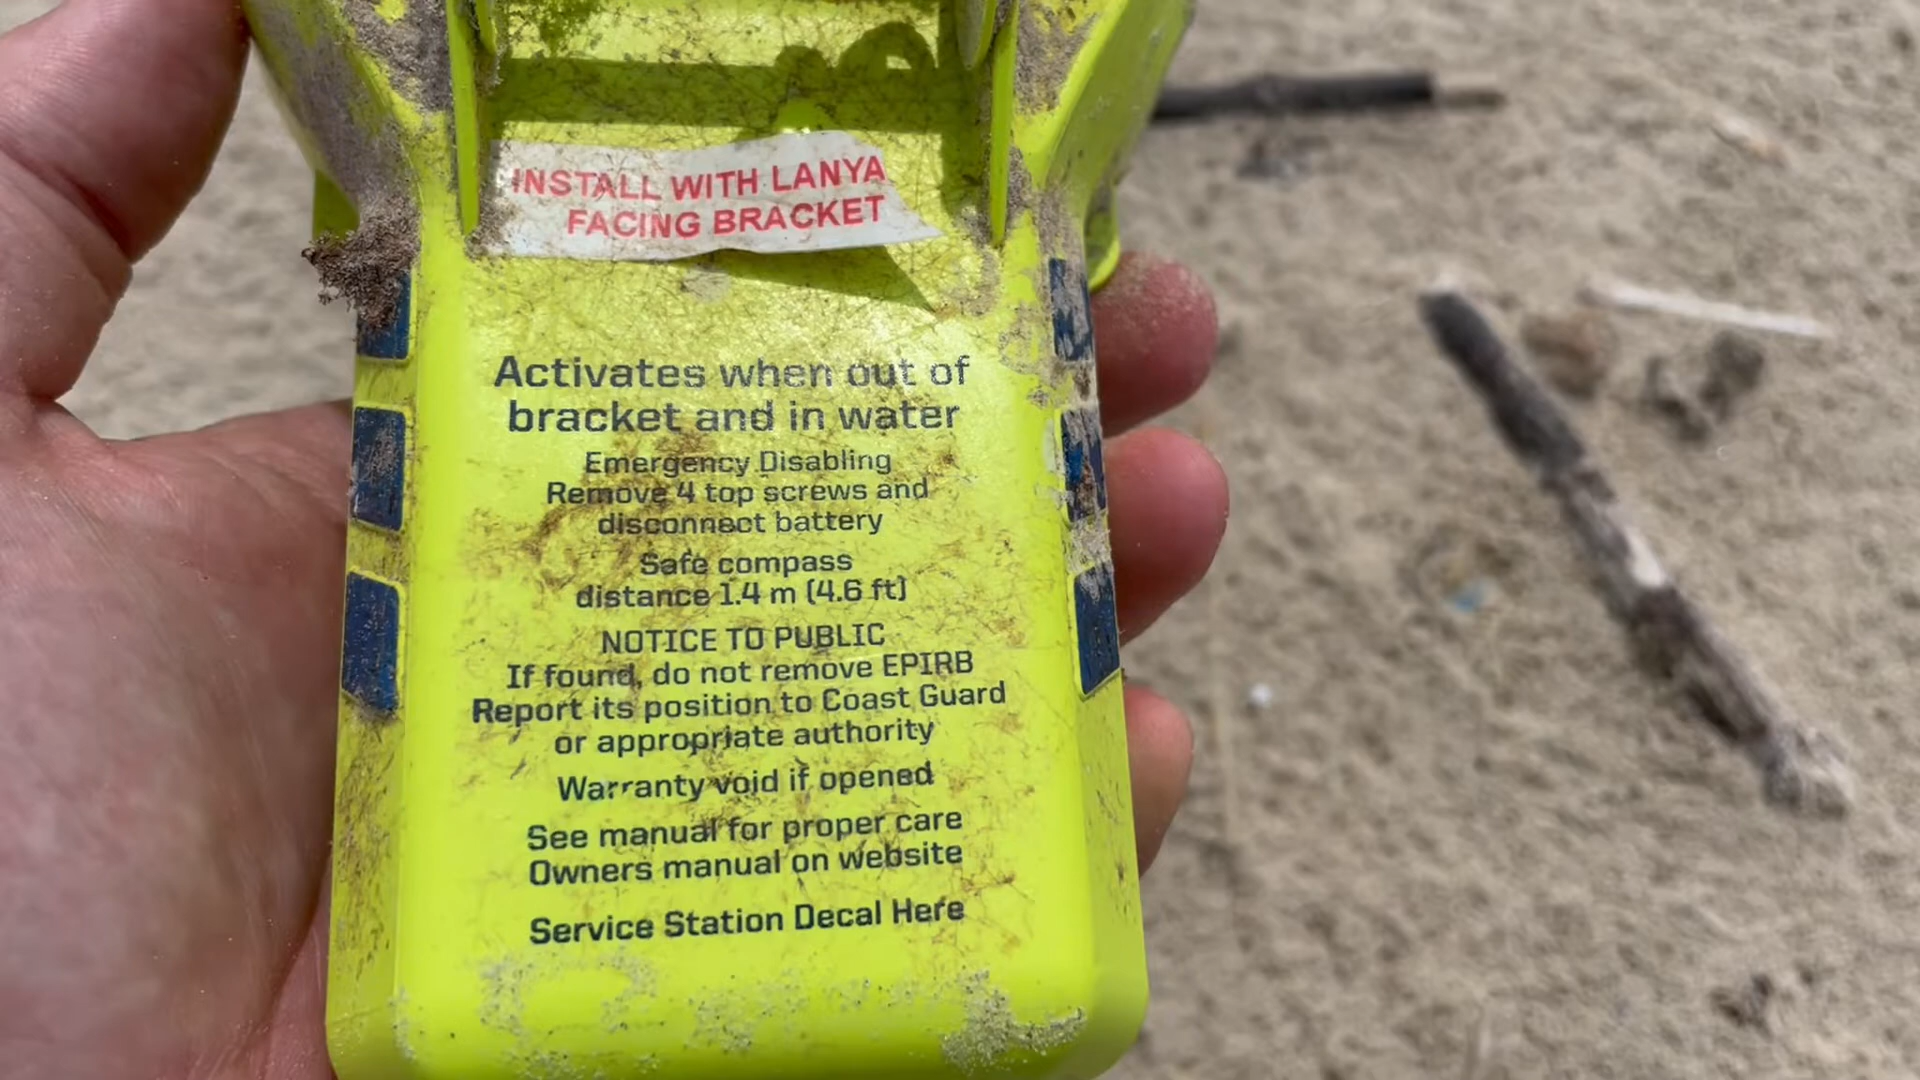 INSTALL WITH LANYA
FACING BRACKET
Activates when out of
bracket and in water
Emergency Disabling
Remove 4 top screws and
disconnect battery
Safe compass
distance 1.4 m (4.6 ft)
NOTICE TO PUBLIC
If found, do not remove EPIRB
Report its position to Coast Guard
or appropriate authority
Warranty void if opened
See manual for proper care
Owners manual on website
Service Station Decal Here